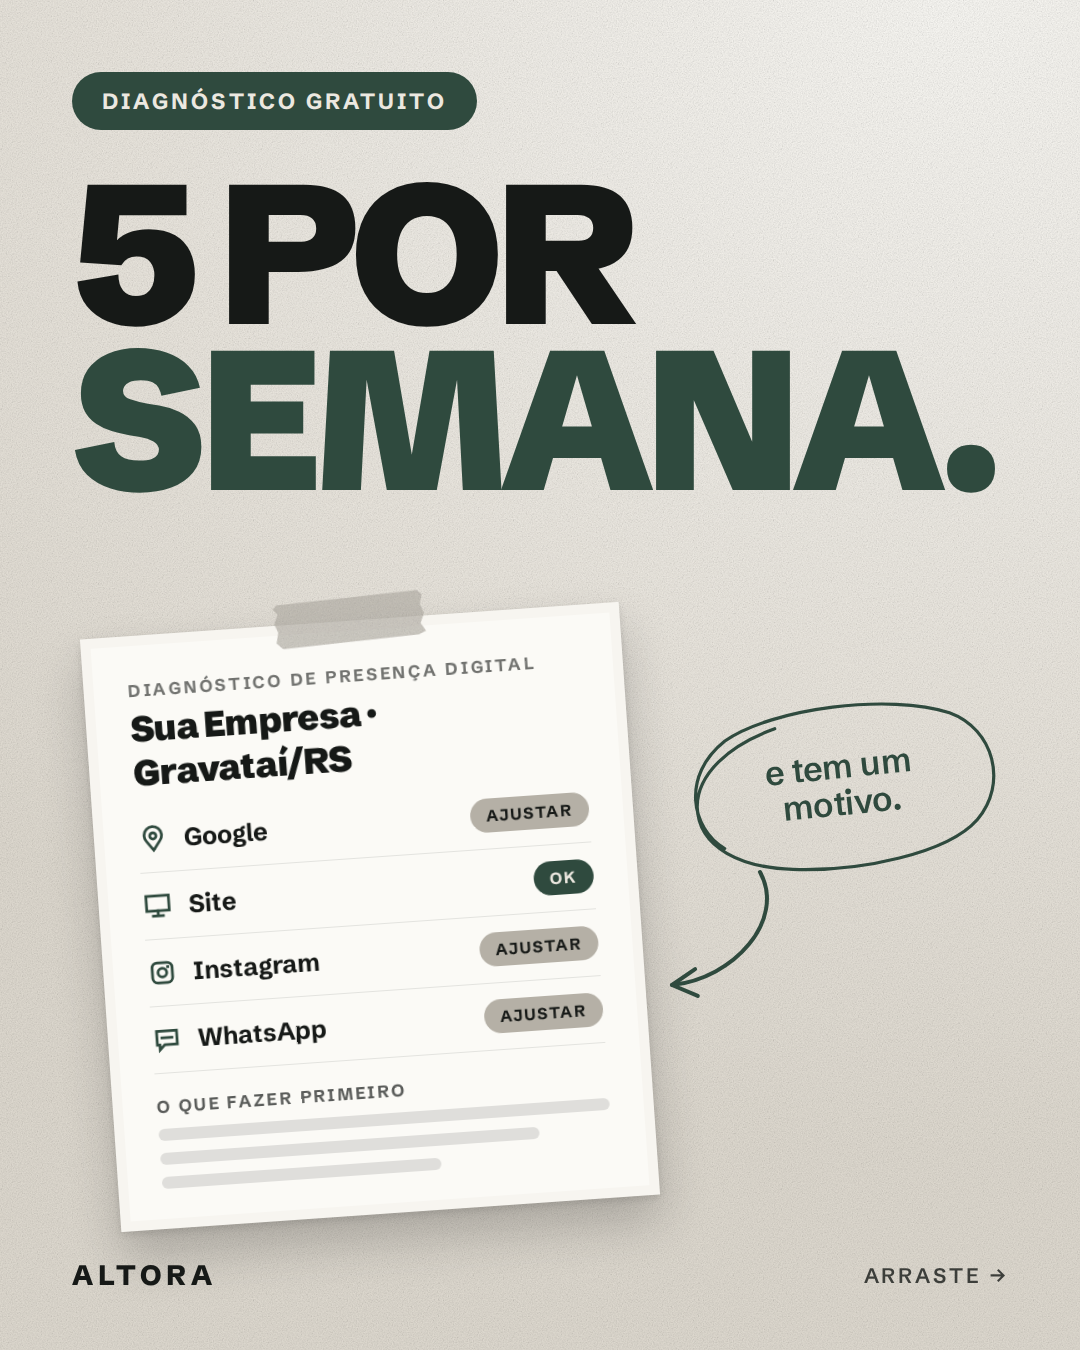 DIAGNÓSTICO GRATUITO
5 POR
SEMANA.
DIAGNÓSTICO DE PRESENÇA DIGITAL
Sua Empresa •
Gravataí/RS
Google
AJUSTAR
Site
OK
Instagram
AJUSTAR
WhatsApp
AJUSTAR
O QUE FAZER PRIMEIRO
e tem um
motivo.
ALTORA
ARRASTE →